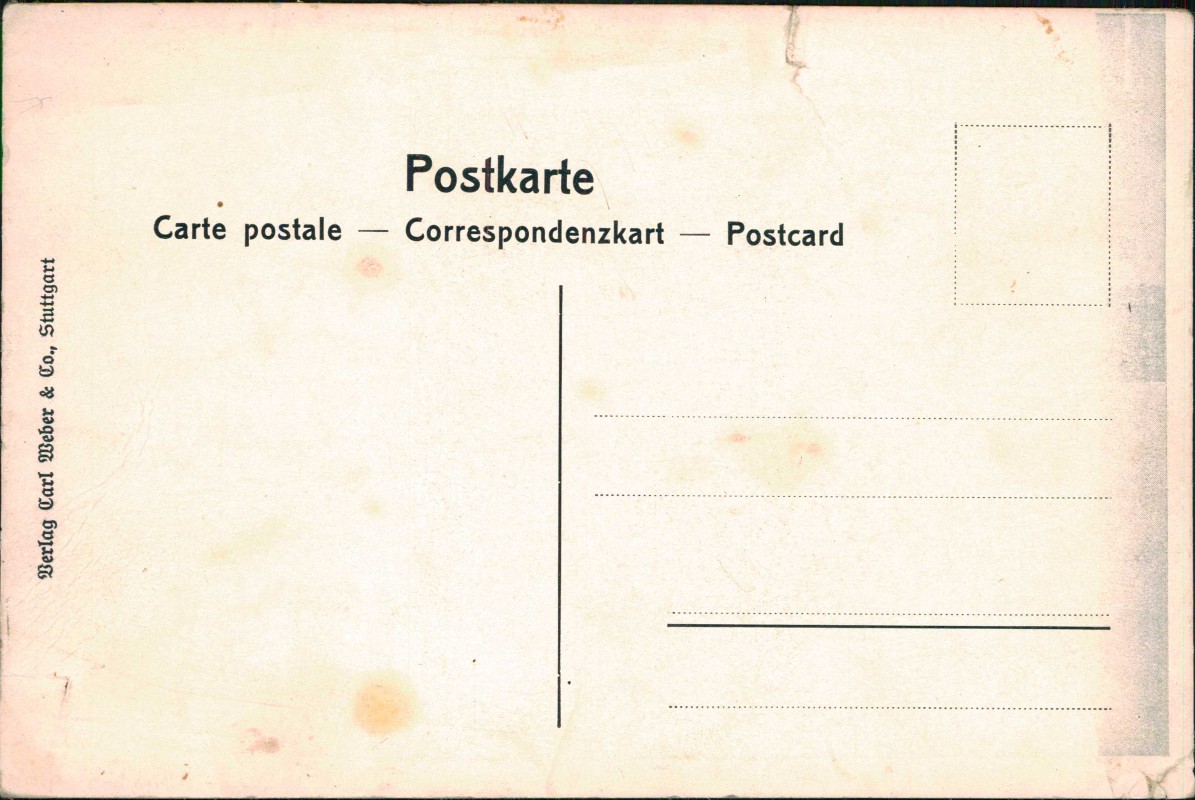 Postkarte
Carte postale — Correspondenzkart — Postcard
Verlag Carl Weber & Co., Stuttgart